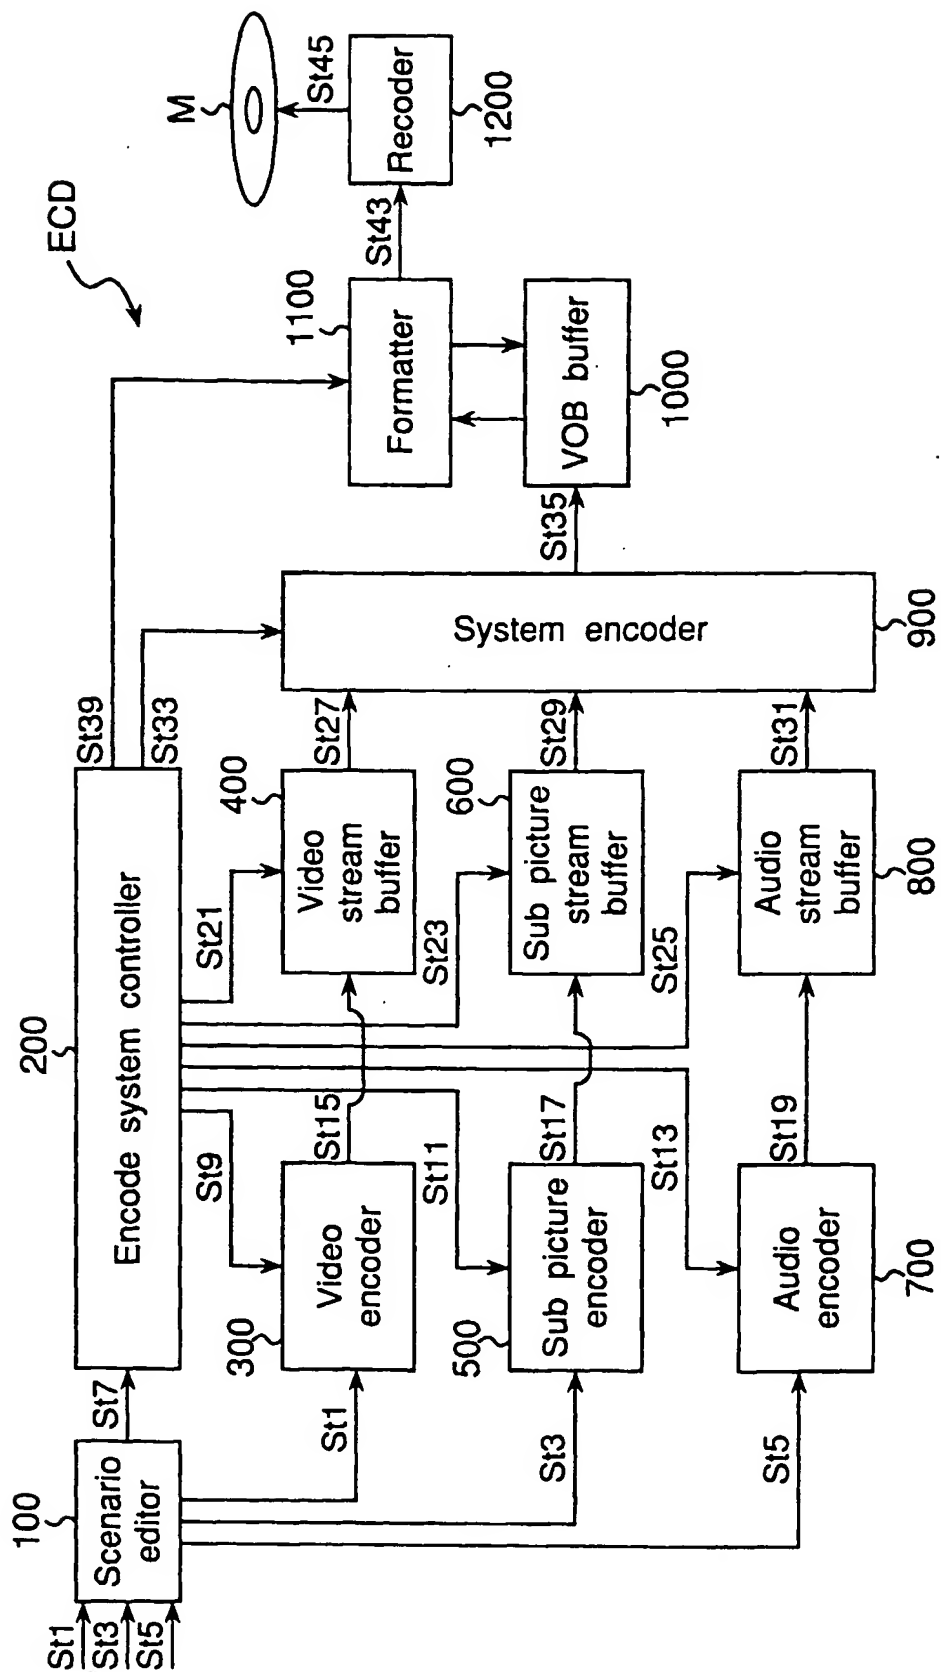 ECD
M
St45
Recoder
1200
St43
1100
Formatter
VOB buffer
1000
St35
System encoder
900
St39
St33
200
Encode system controller
St7
100
Scenario
editor
St1
St3
St5
St21
400
Video
stream
buffer
St27
St23
600
Sub picture
stream
buffer
St29
St25
Audio
stream
buffer
800
St31
St9
300
Video
encoder
St15
St1
St11
500
Sub picture
encoder
St17
St3
St13
Audio
encoder
700
St19
St5